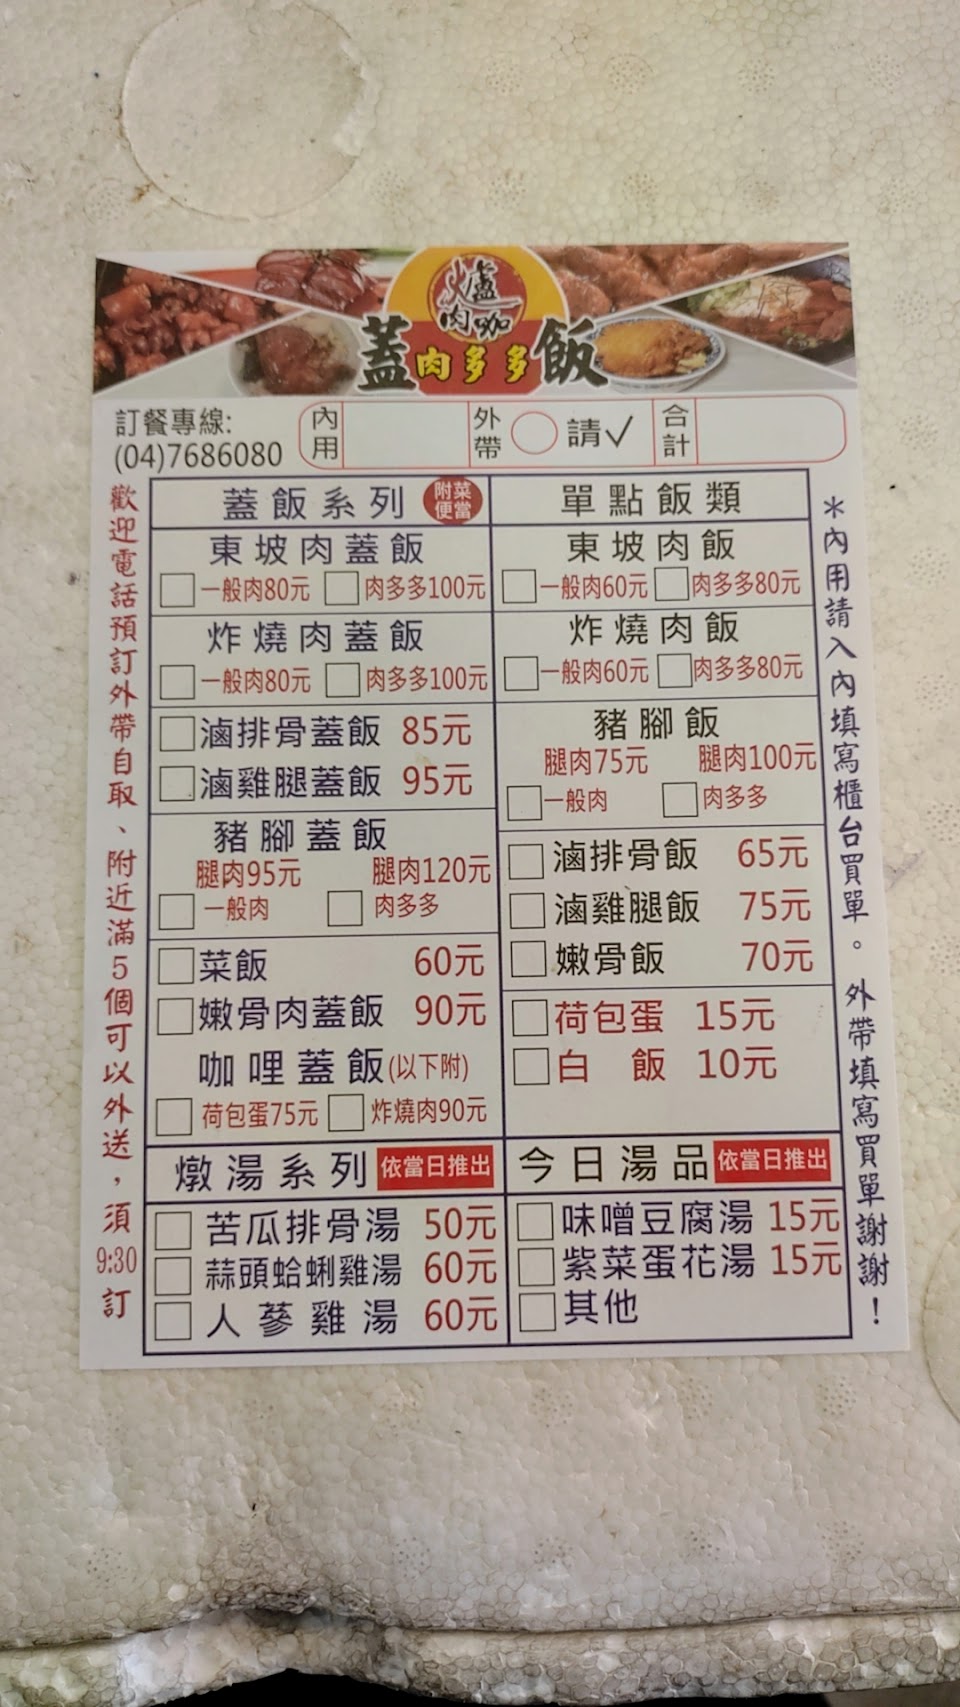 爌肉咖
蓋肉多多飯
訂餐專線:
(04)7686080
內用
外帶
請✓
合計
歡迎電話預訂外帶自取、附近滿5個可以外送，須9:30訂
蓋飯系列 附菜便當
東坡肉蓋飯
一般肉80元 肉多多100元
炸燒肉蓋飯
一般肉80元 肉多多100元
滷排骨蓋飯 85元
滷雞腿蓋飯 95元
豬腳蓋飯
腿肉95元 腿肉120元
一般肉 肉多多
菜飯 60元
嫩骨肉蓋飯 90元
咖哩蓋飯(以下附)
荷包蛋75元 炸燒肉90元
燉湯系列 依當日推出
苦瓜排骨湯 50元
蒜頭蛤蜊雞湯 60元
人蔘雞湯 60元
單點飯類
東坡肉飯
一般肉60元 肉多多80元
炸燒肉飯
一般肉60元 肉多多80元
豬腳飯
腿肉75元 腿肉100元
一般肉 肉多多
滷排骨飯 65元
滷雞腿飯 75元
嫩骨飯 70元
荷包蛋 15元
白飯 10元
今日湯品 依當日推出
味噌豆腐湯 15元
紫菜蛋花湯 15元
其他
＊內用請入內填寫櫃台買單。外帶填寫買單謝謝！